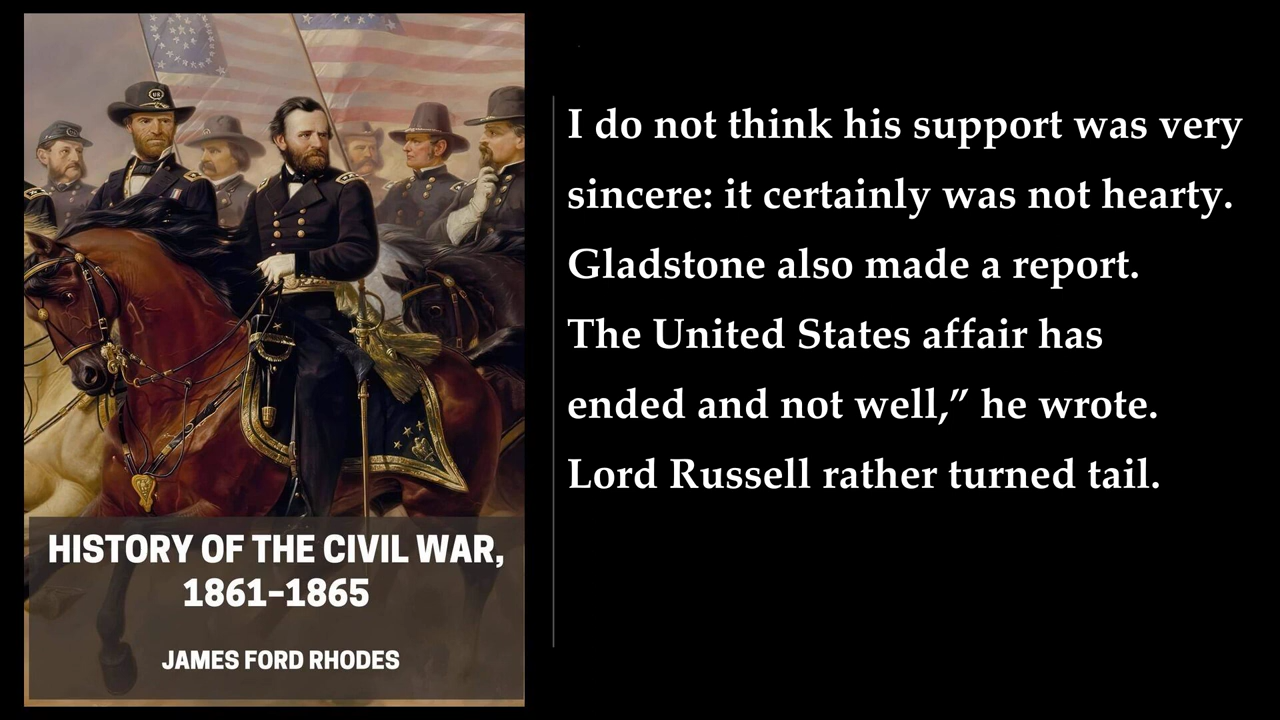 HISTORY OF THE CIVIL WAR,
1861–1865
JAMES FORD RHODES
I do not think his support was very
sincere: it certainly was not hearty.
Gladstone also made a report.
The United States affair has
ended and not well,” he wrote.
Lord Russell rather turned tail.